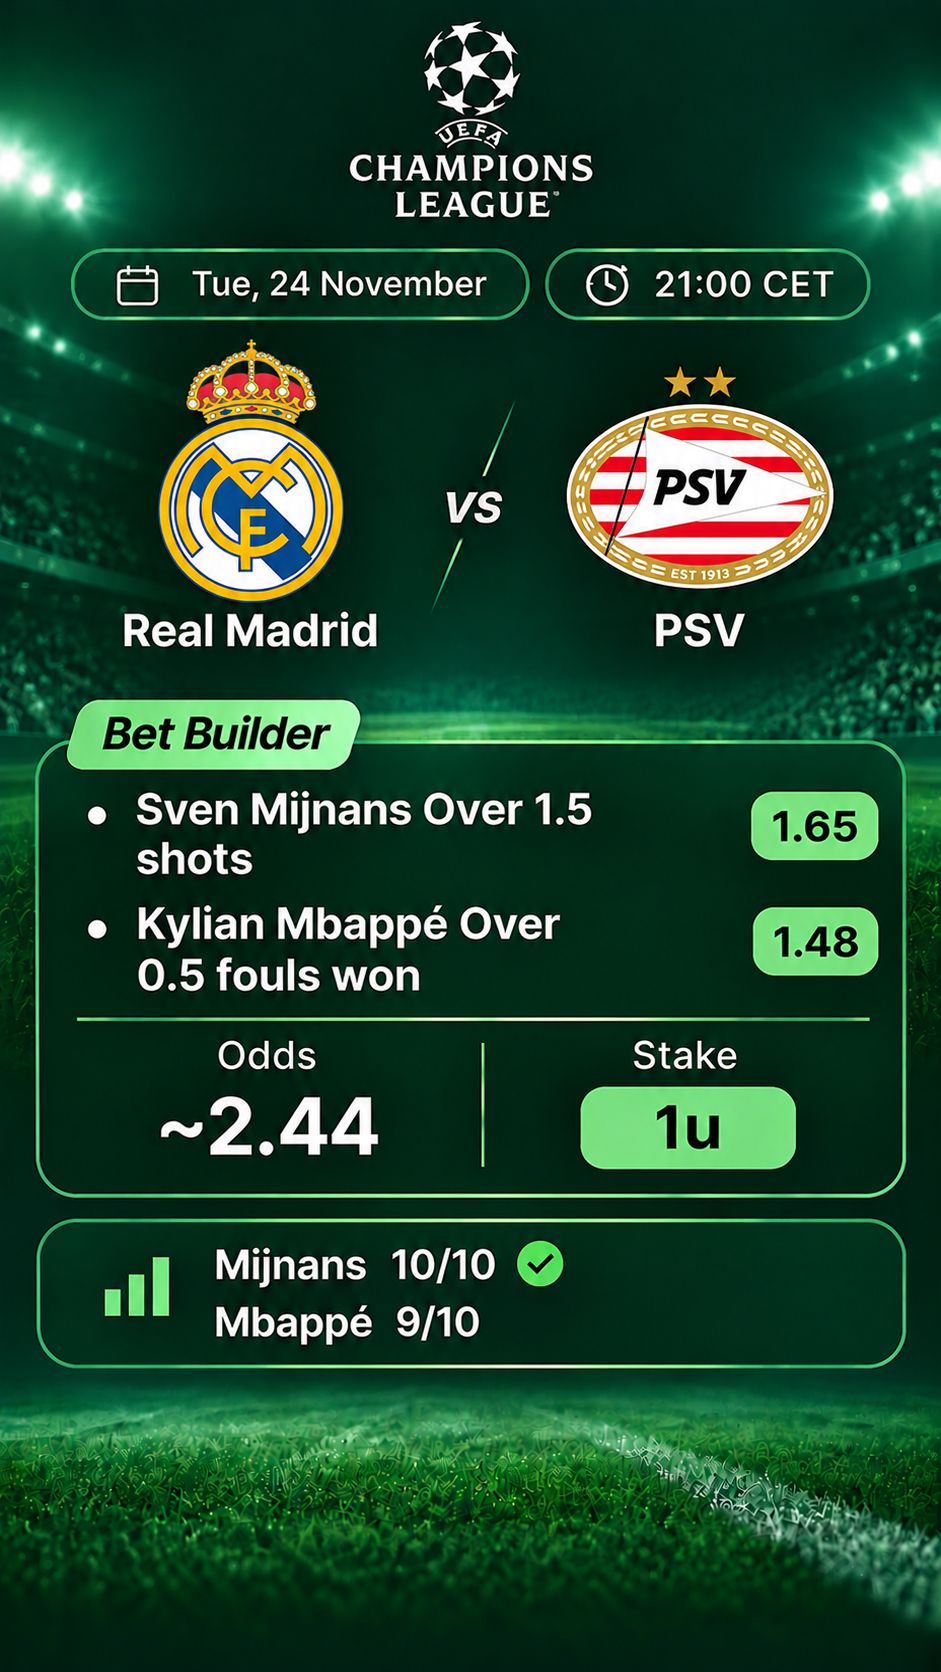 UEFA
CHAMPIONS
LEAGUE
Tue, 24 November
21:00 CET
VS
PSV
EST 1913
Real Madrid
PSV
Bet Builder
• Sven Mijnans Over 1.5
shots
1.65
• Kylian Mbappé Over
0.5 fouls won
1.48
Odds
~2.44
Stake
1u
Mijnans 10/10
Mbappé 9/10